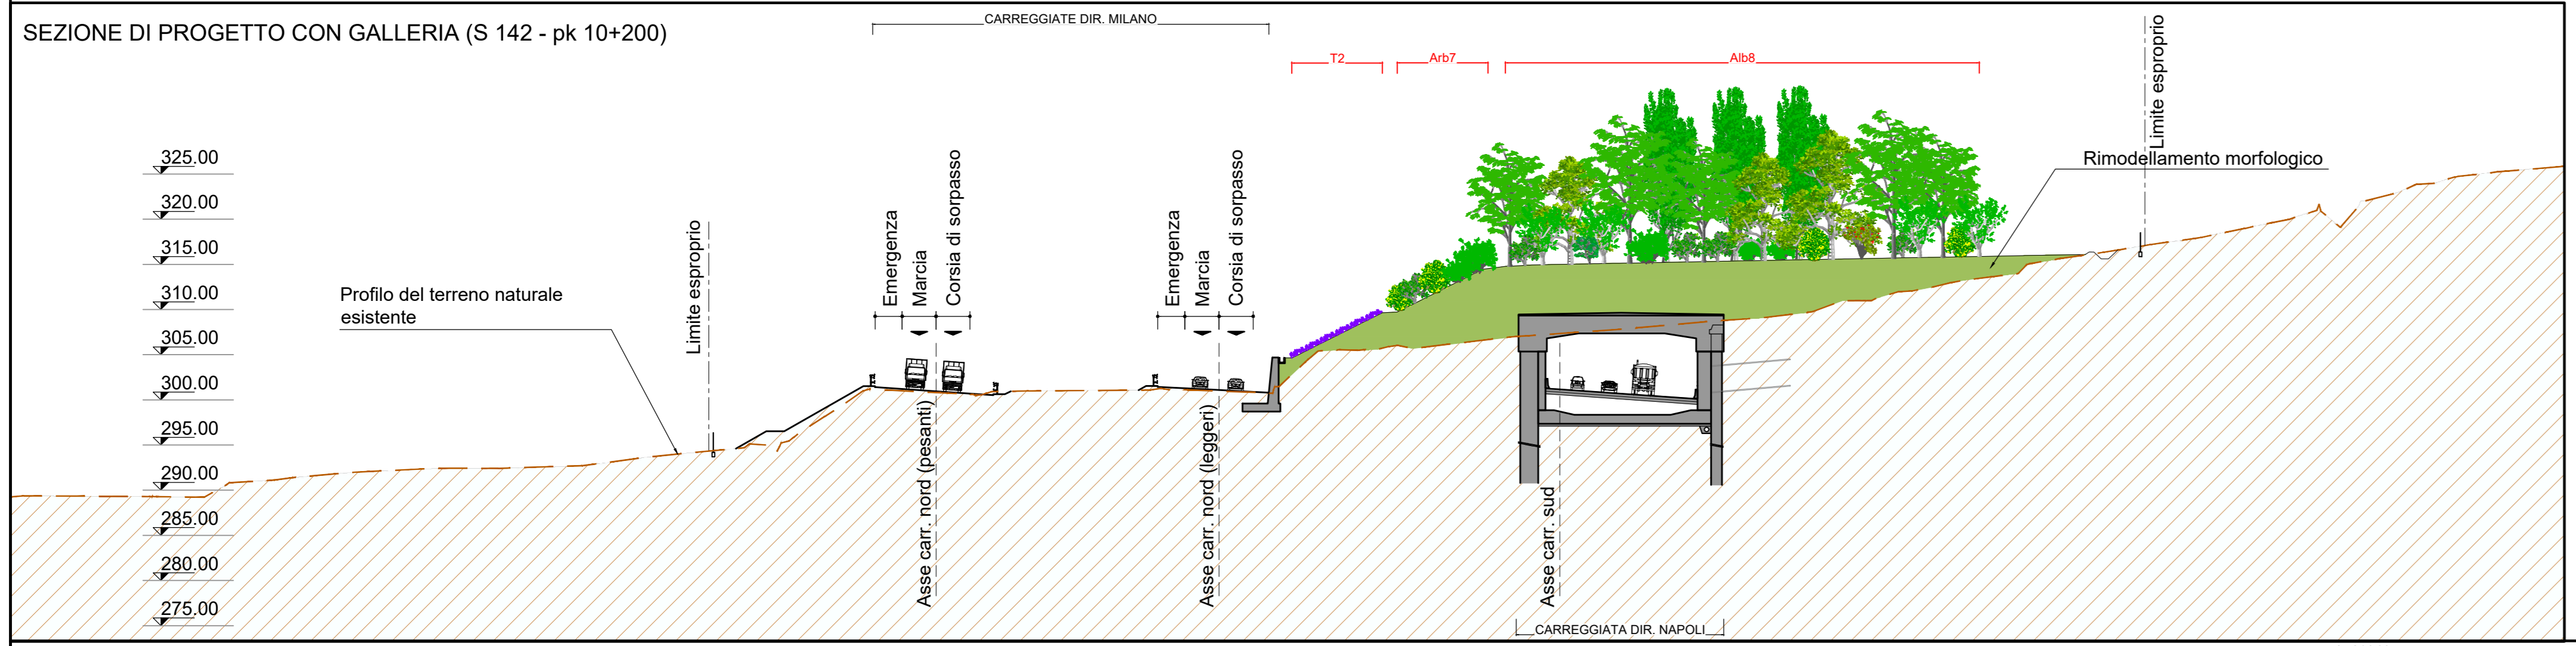 CARREGGIATE DIR. MILANO
SEZIONE DI PROGETTO CON GALLERIA (S 142 - pk 10+200)
T2
Arb7
Alb8
Limite esproprio
Rimodellamento morfologico
325.00
320.00
315.00
310.00
305.00
300.00
295.00
290.00
285.00
280.00
275.00
Profilo del terreno naturale
esistente
Limite esproprio
Emergenza
Marcia
Corsia di sorpasso
Emergenza
Marcia
Corsia di sorpasso
Asse carr. nord (pesanti)
Asse carr. nord (leggeri)
Asse carr. sud
CARREGGIATA DIR. NAPOLI